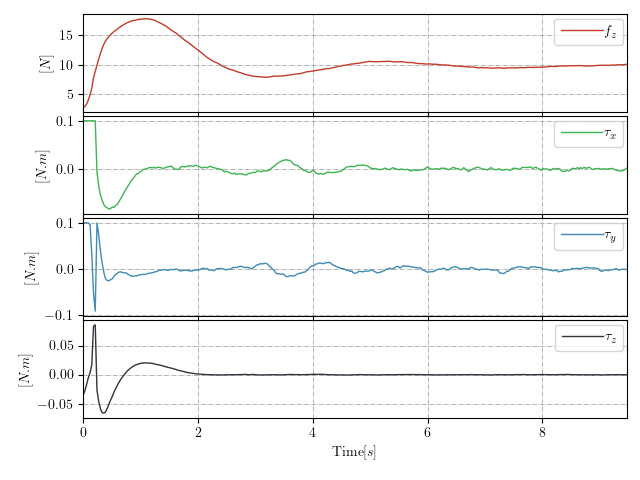 15
10
5
[N]
f_z
0.1
0.0
[N.m]
τ_x
0.1
0.0
−0.1
[N.m]
τ_y
0.05
0.00
−0.05
[N.m]
τ_z
0 2 4 6 8
Time[s]